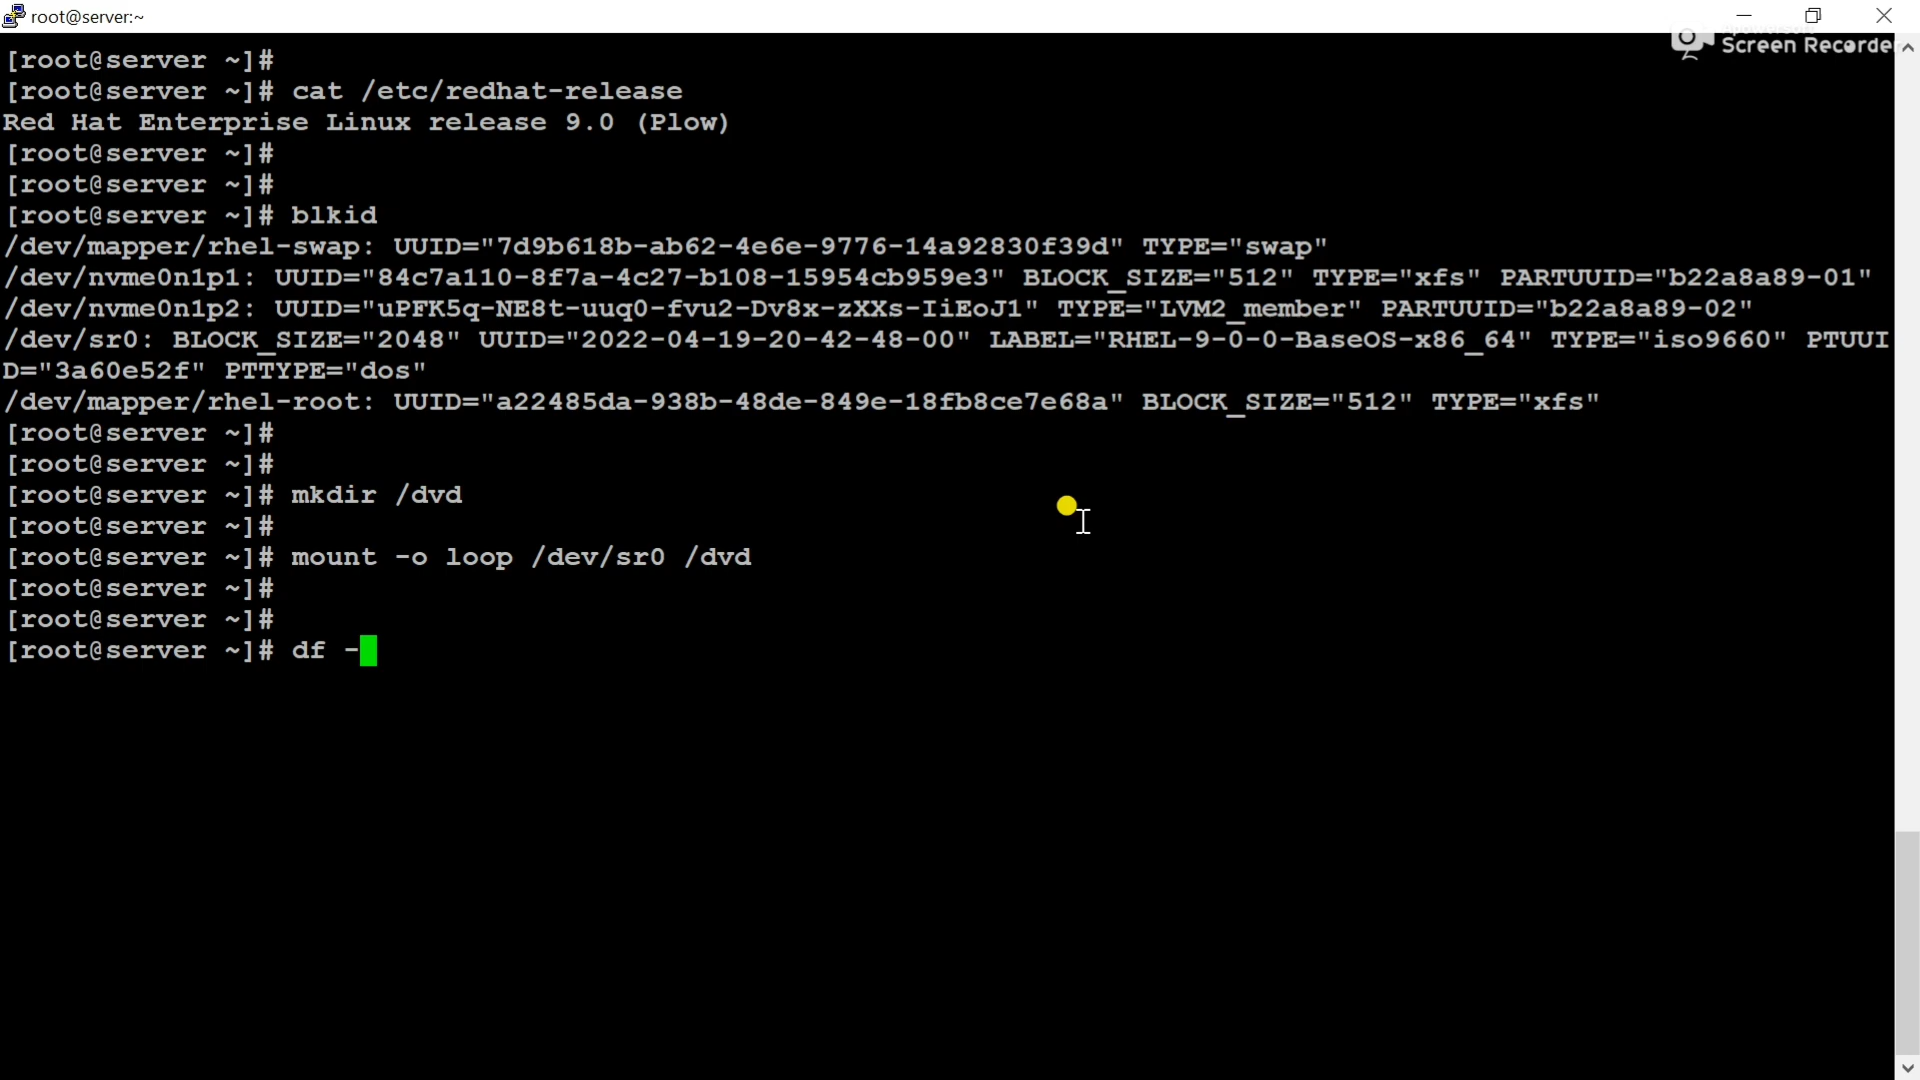 root@server:~
Screen Recorder
[root@server ~]#
[root@server ~]# cat /etc/redhat-release
Red Hat Enterprise Linux release 9.0 (Plow)
[root@server ~]#
[root@server ~]#
[root@server ~]# blkid
/dev/mapper/rhel-swap: UUID="7d9b618b-ab62-4e6e-9776-14a92830f39d" TYPE="swap"
/dev/nvme0n1p1: UUID="84c7a110-8f7a-4c27-b108-15954cb959e3" BLOCK_SIZE="512" TYPE="xfs" PARTUUID="b22a8a89-01"
/dev/nvme0n1p2: UUID="uPFK5q-NE8t-uuq0-fvu2-Dv8x-zXXs-IiEoJ1" TYPE="LVM2_member" PARTUUID="b22a8a89-02"
/dev/sr0: BLOCK_SIZE="2048" UUID="2022-04-19-20-42-48-00" LABEL="RHEL-9-0-0-BaseOS-x86_64" TYPE="iso9660" PTUUI
D="3a60e52f" PTTYPE="dos"
/dev/mapper/rhel-root: UUID="a22485da-938b-48de-849e-18fb8ce7e68a" BLOCK_SIZE="512" TYPE="xfs"
[root@server ~]#
[root@server ~]#
[root@server ~]# mkdir /dvd
[root@server ~]#
[root@server ~]# mount -o loop /dev/sr0 /dvd
[root@server ~]#
[root@server ~]#
[root@server ~]# df -